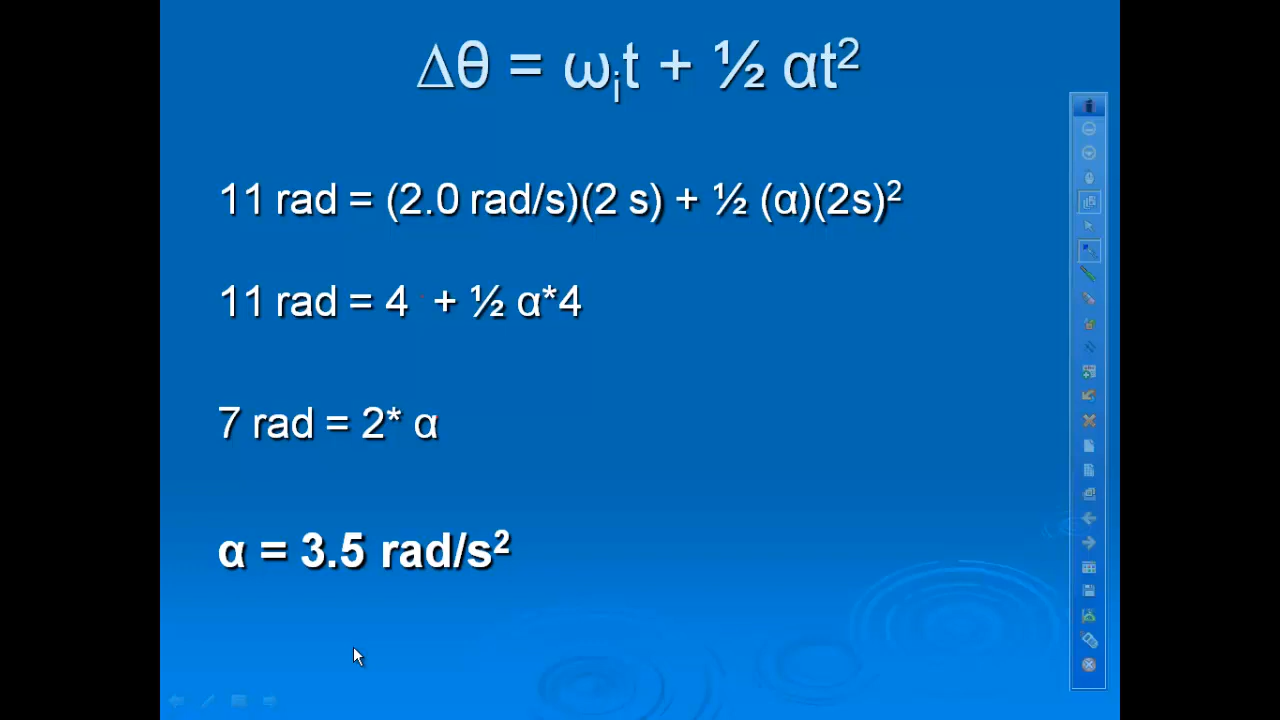 Δθ = ωᵢt + ½ αt²
11 rad = (2.0 rad/s)(2 s) + ½ (α)(2s)²
11 rad = 4 + ½ α*4
7 rad = 2* α
α = 3.5 rad/s²